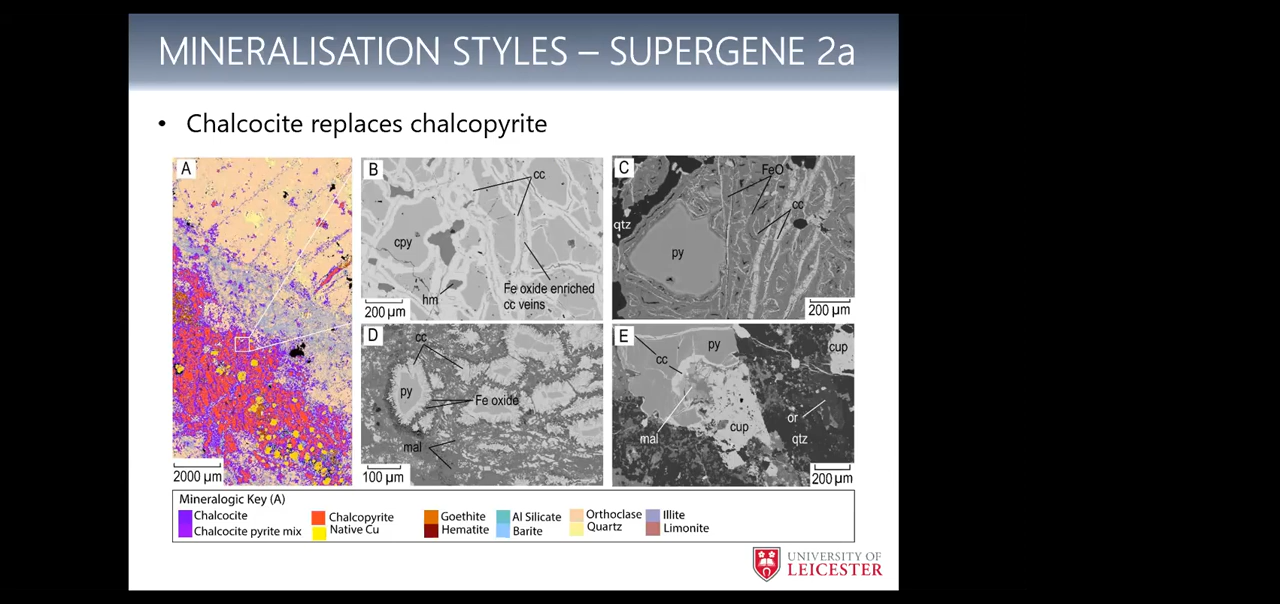 MINERALISATION STYLES – SUPERGENE 2a
• Chalcocite replaces chalcopyrite
A
2000 µm
B
cc
cpy
hm
Fe oxide enriched
cc veins
200 µm
C
FeO
cc
qtz
py
200 µm
D
cc
py
Fe oxide
mal
100 µm
E
py
cup
cc
or
mal
cup
qtz
200 µm
Mineralogic Key (A)
Chalcocite
Chalcocite pyrite mix
Chalcopyrite
Native Cu
Goethite
Hematite
Al Silicate
Barite
Orthoclase
Quartz
Illite
Limonite
UNIVERSITY OF
LEICESTER